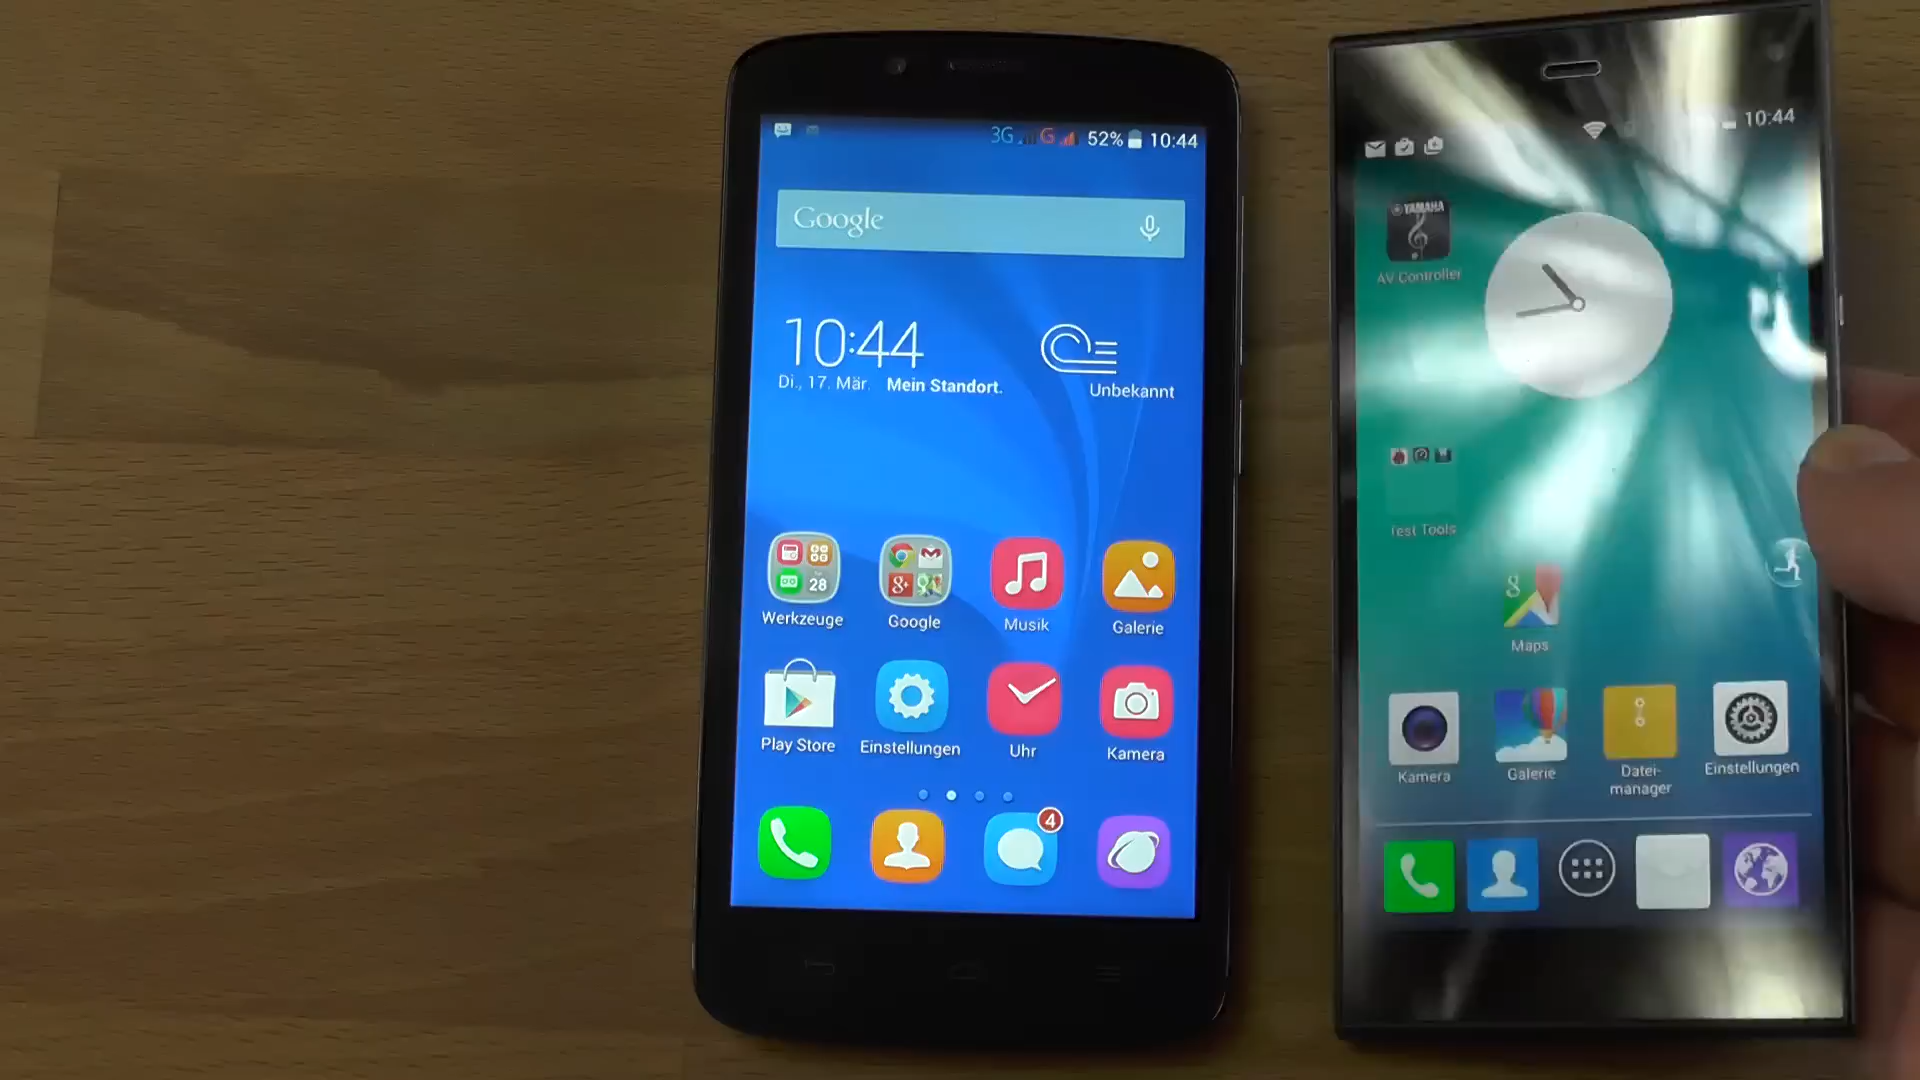 3G G 52% 10:44
Google
10:44
Di., 17. Mär. Mein Standort.
Unbekannt
28
Werkzeuge
Google
Musik
Galerie
Play Store
Einstellungen
Uhr
Kamera
4
10:44
YAMAHA
AV Controller
Test Tools
Maps
Kamera
Galerie
Datei-
manager
Einstellungen